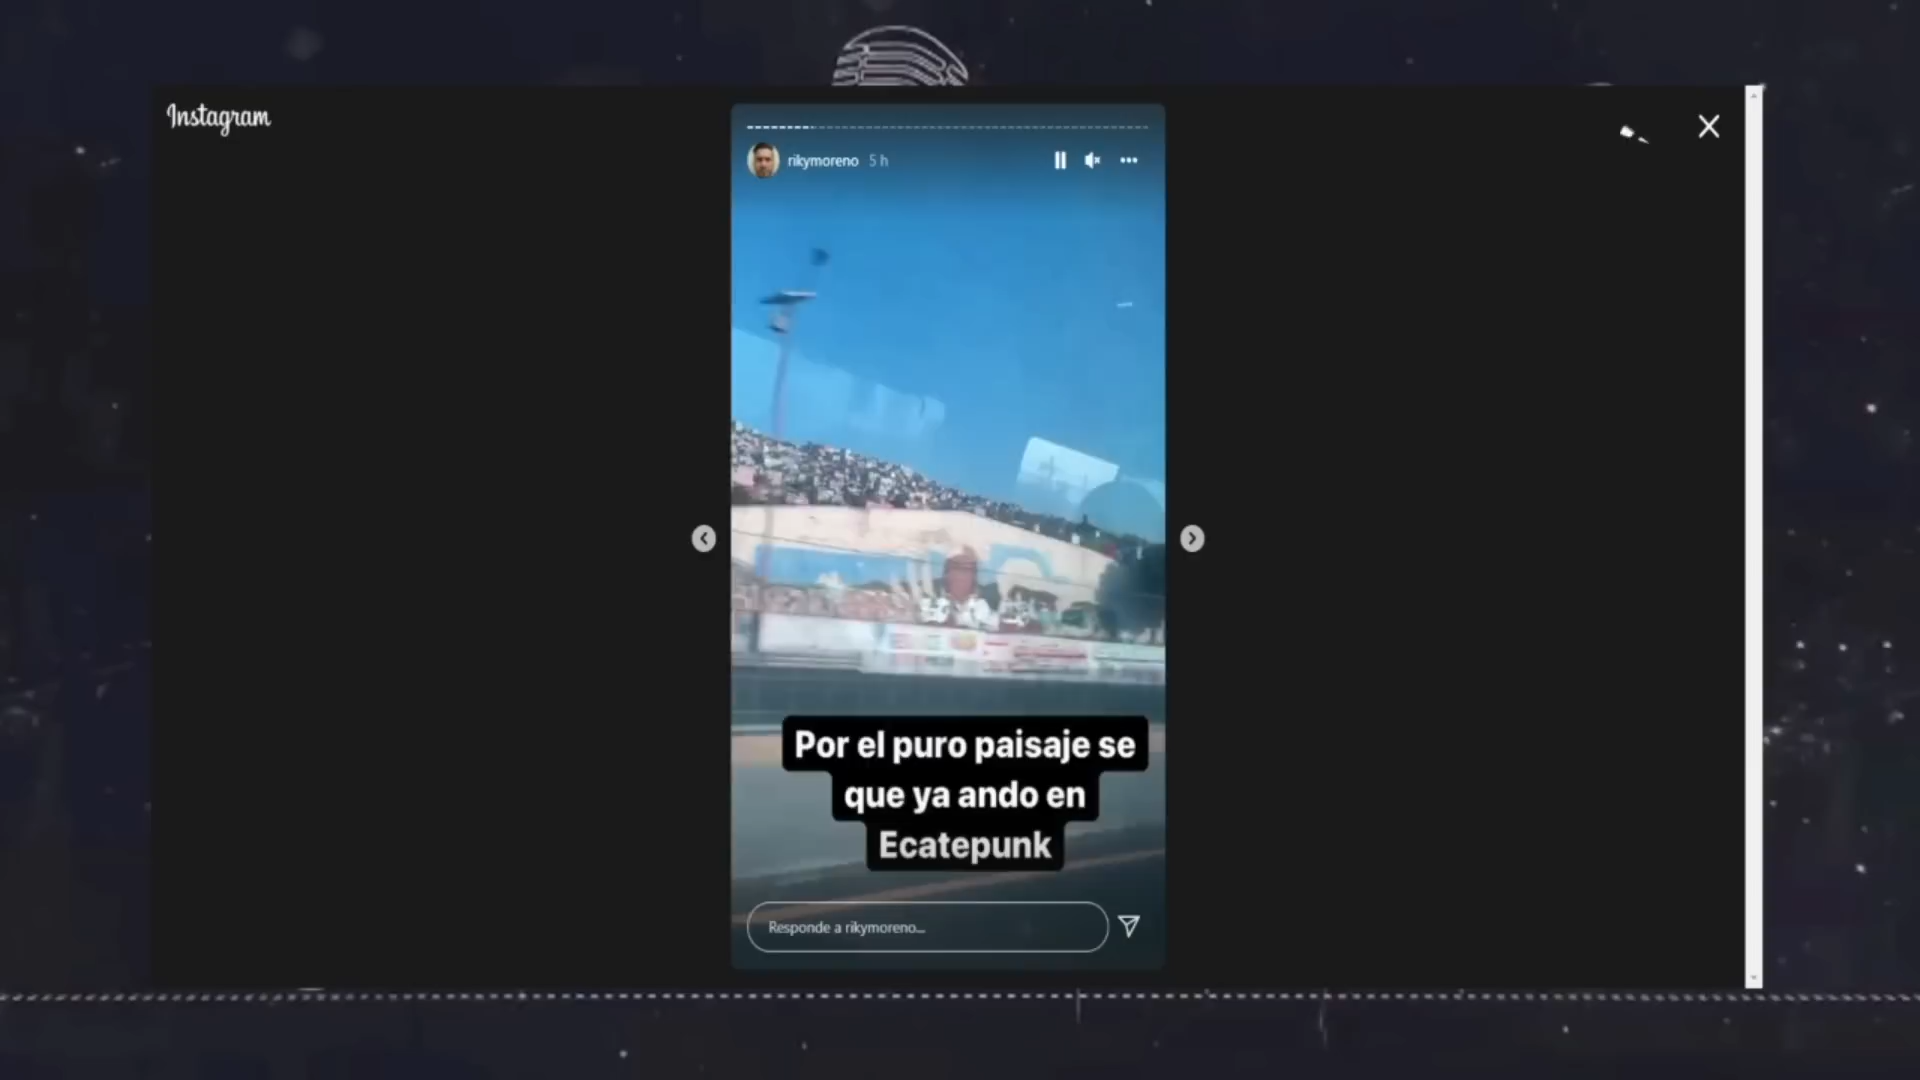 Instagram
rikymoreno 5 h
Por el puro paisaje se
que ya ando en
Ecatepunk
Responde a rikymoreno...